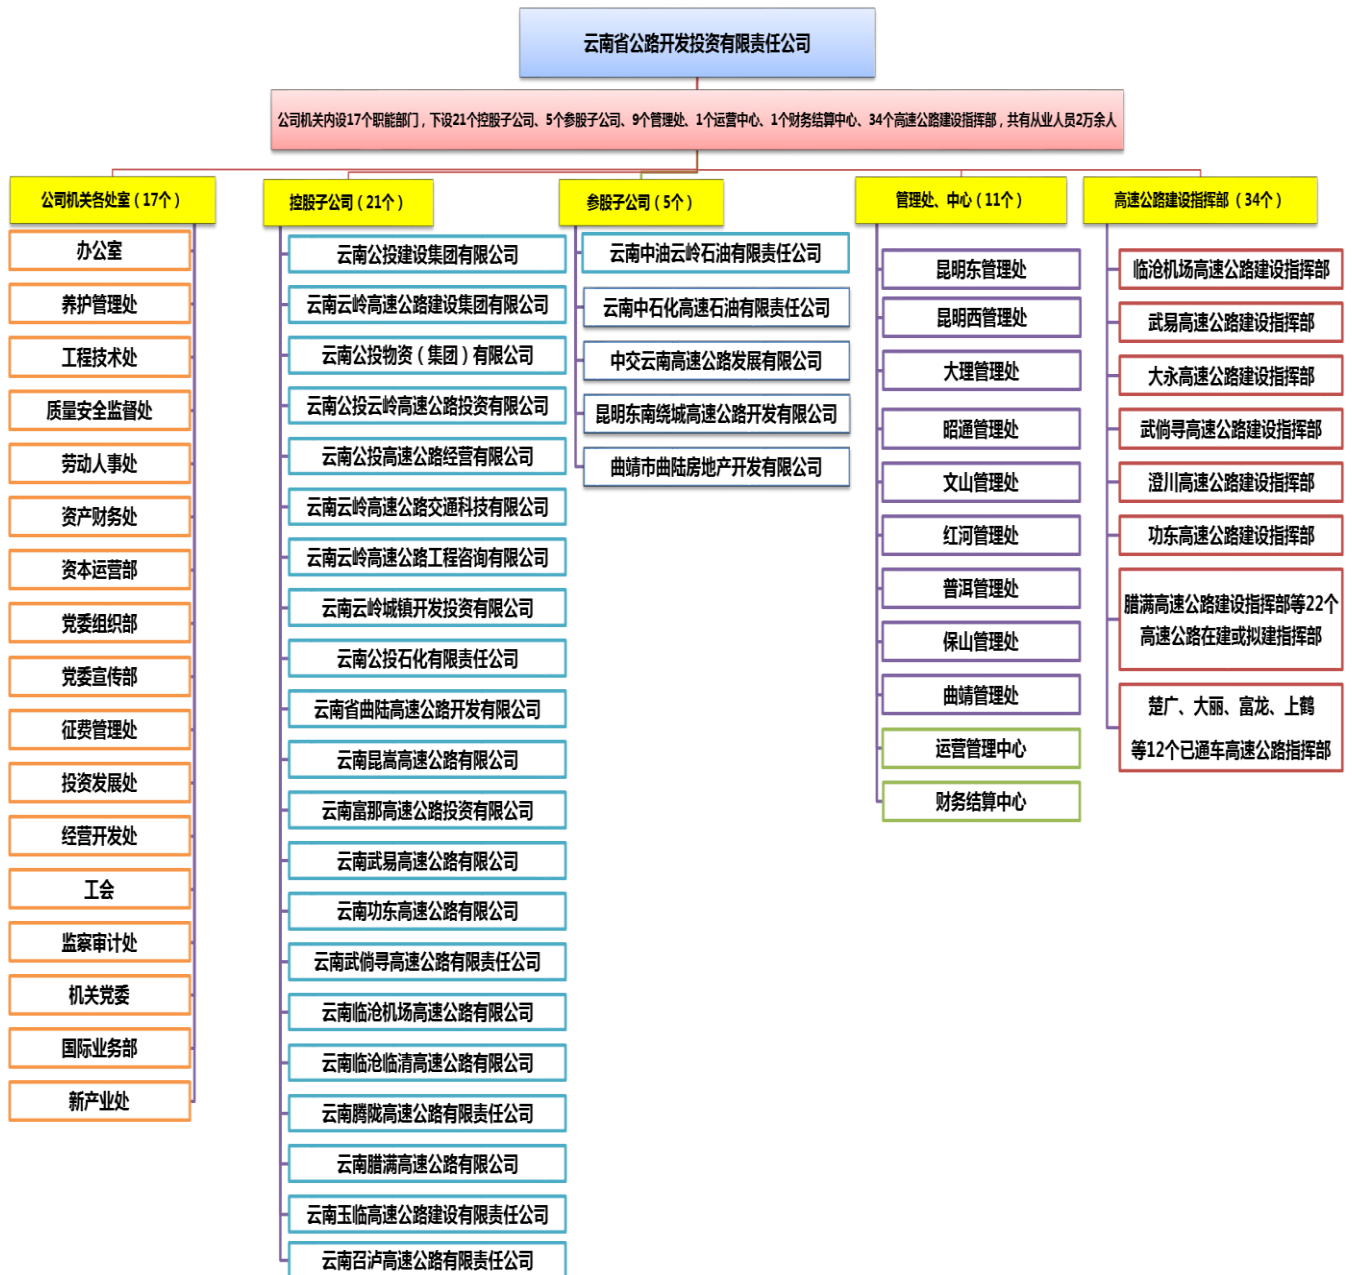 云南省公路开发投资有限责任公司
公司机关内设17个职能部门，下设21个控股子公司、5个参股子公司、9个管理处、1个运营中心、1个财务结算中心、34个高速公路建设指挥部，共有从业人员2万余人
公司机关各处室（17个）
办公室
养护管理处
工程技术处
质量安全监督处
劳动人事处
资产财务处
资本运营部
党委组织部
党委宣传部
征费管理处
投资发展处
经营开发处
工会
监察审计处
机关党委
国际业务部
新产业处
控股子公司（21个）
云南公投建设集团有限公司
云南云岭高速公路建设集团有限公司
云南公投物资（集团）有限公司
云南公投云岭高速公路投资有限公司
云南公投高速公路经营有限公司
云南云岭高速公路交通科技有限公司
云南云岭高速公路工程咨询有限公司
云南云岭城镇开发投资有限公司
云南公投石化有限责任公司
云南省曲陆高速公路开发有限公司
云南昆嵩高速公路有限公司
云南富那高速公路投资有限公司
云南武易高速公路有限公司
云南功东高速公路有限公司
云南武倘寻高速公路有限责任公司
云南临沧机场高速公路有限公司
云南临沧临清高速公路有限公司
云南腾陇高速公路有限责任公司
云南腊满高速公路有限公司
云南玉临高速公路建设有限责任公司
云南召泸高速公路有限责任公司
参股子公司（5个）
云南中油云岭石油有限责任公司
云南中石化高速石油有限责任公司
中交云南高速公路发展有限公司
昆明东南绕城高速公路开发有限公司
曲靖市曲陆房地产开发有限公司
管理处、中心（11个）
昆明东管理处
昆明西管理处
大理管理处
昭通管理处
文山管理处
红河管理处
普洱管理处
保山管理处
曲靖管理处
运营管理中心
财务结算中心
高速公路建设指挥部（34个）
临沧机场高速公路建设指挥部
武易高速公路建设指挥部
大永高速公路建设指挥部
武倘寻高速公路建设指挥部
澄川高速公路建设指挥部
功东高速公路建设指挥部
腊满高速公路建设指挥部等22个
高速公路在建或拟建指挥部
楚广、大丽、富龙、上鹤
等12个已通车高速公路指挥部